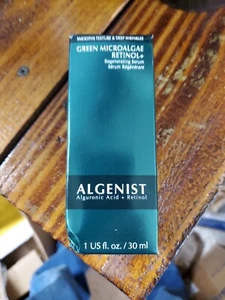 SMOOTHS TEXTURE & DEEP WRINKLES
GREEN MICROALGAE
RETINOL+
Regenerating Serum
Sérum Régénérant
ALGENIST
Alguronic Acid + Retinol
1 US fl. oz. / 30 ml